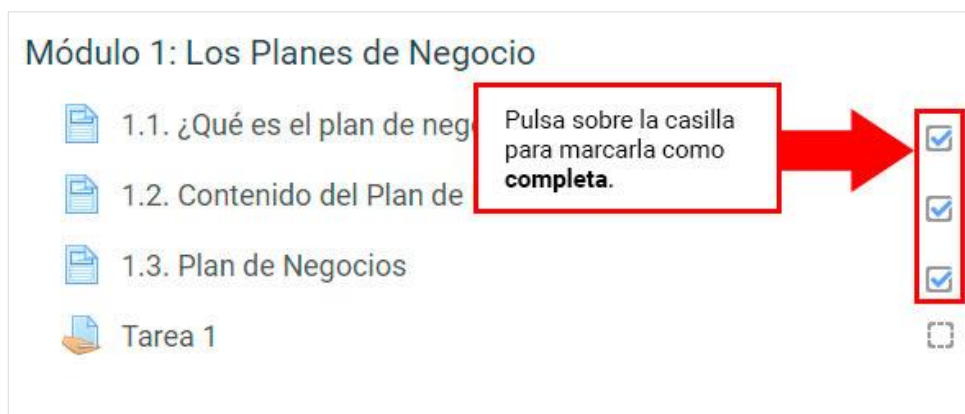 Módulo 1: Los Planes de Negocio
1.1. ¿Qué es el plan de neg
Pulsa sobre la casilla
para marcarla como
completa.
1.2. Contenido del Plan de
1.3. Plan de Negocios
Tarea 1